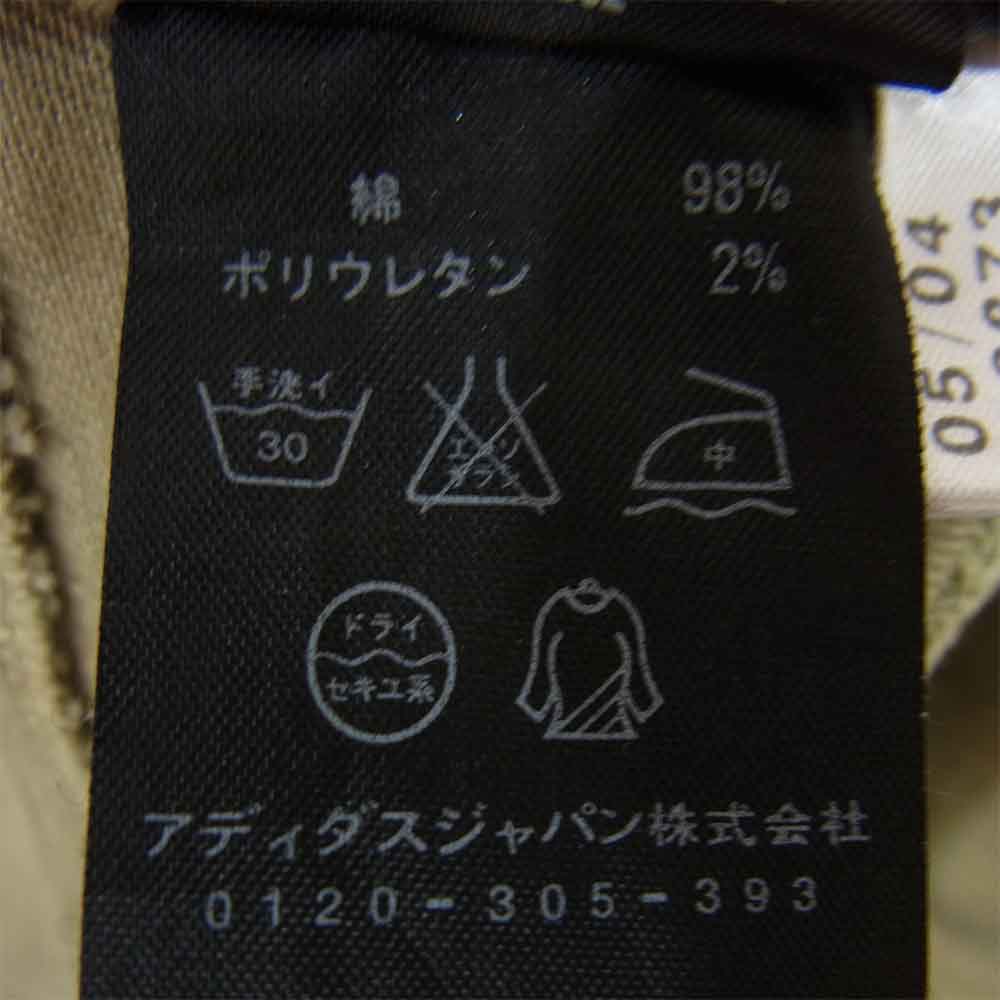 綿 98%
ポリウレタン 2%
手洗イ
30
エンソ
サラシ
中
ドライ
セキユ系
アディダスジャパン株式会社
0120-305-393
05/04